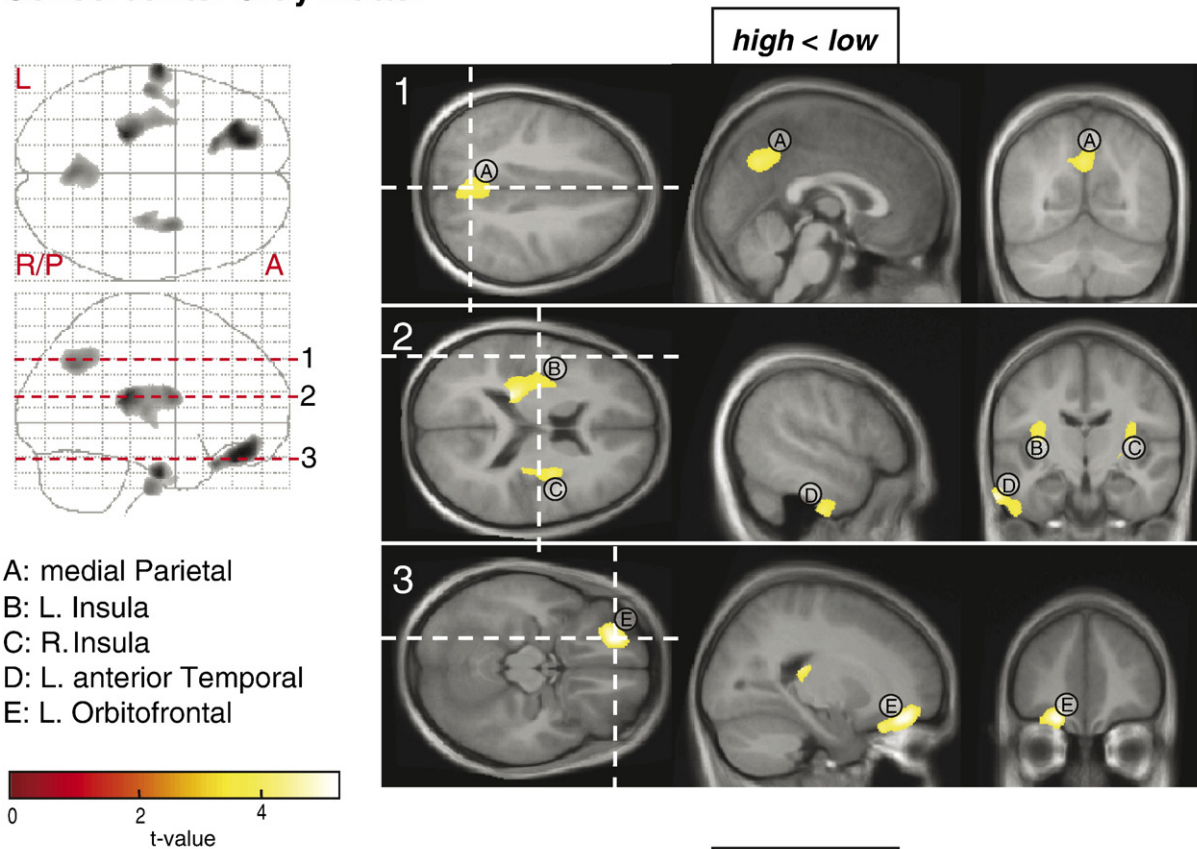 high < low
L
R/P
A
1
2
3
A: medial Parietal
B: L. Insula
C: R. Insula
D: L. anterior Temporal
E: L. Orbitofrontal
0
2
4
t-value
1
A
A
A
2
B
C
D
B
C
D
3
E
E
E